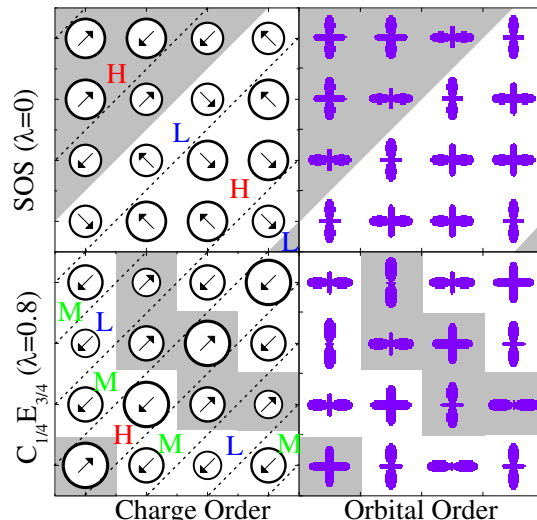 SOS (λ=0)
H
L
H
L
C1/4E3/4 (λ=0.8)
M
L
M
H
M
L
M
Charge Order
Orbital Order